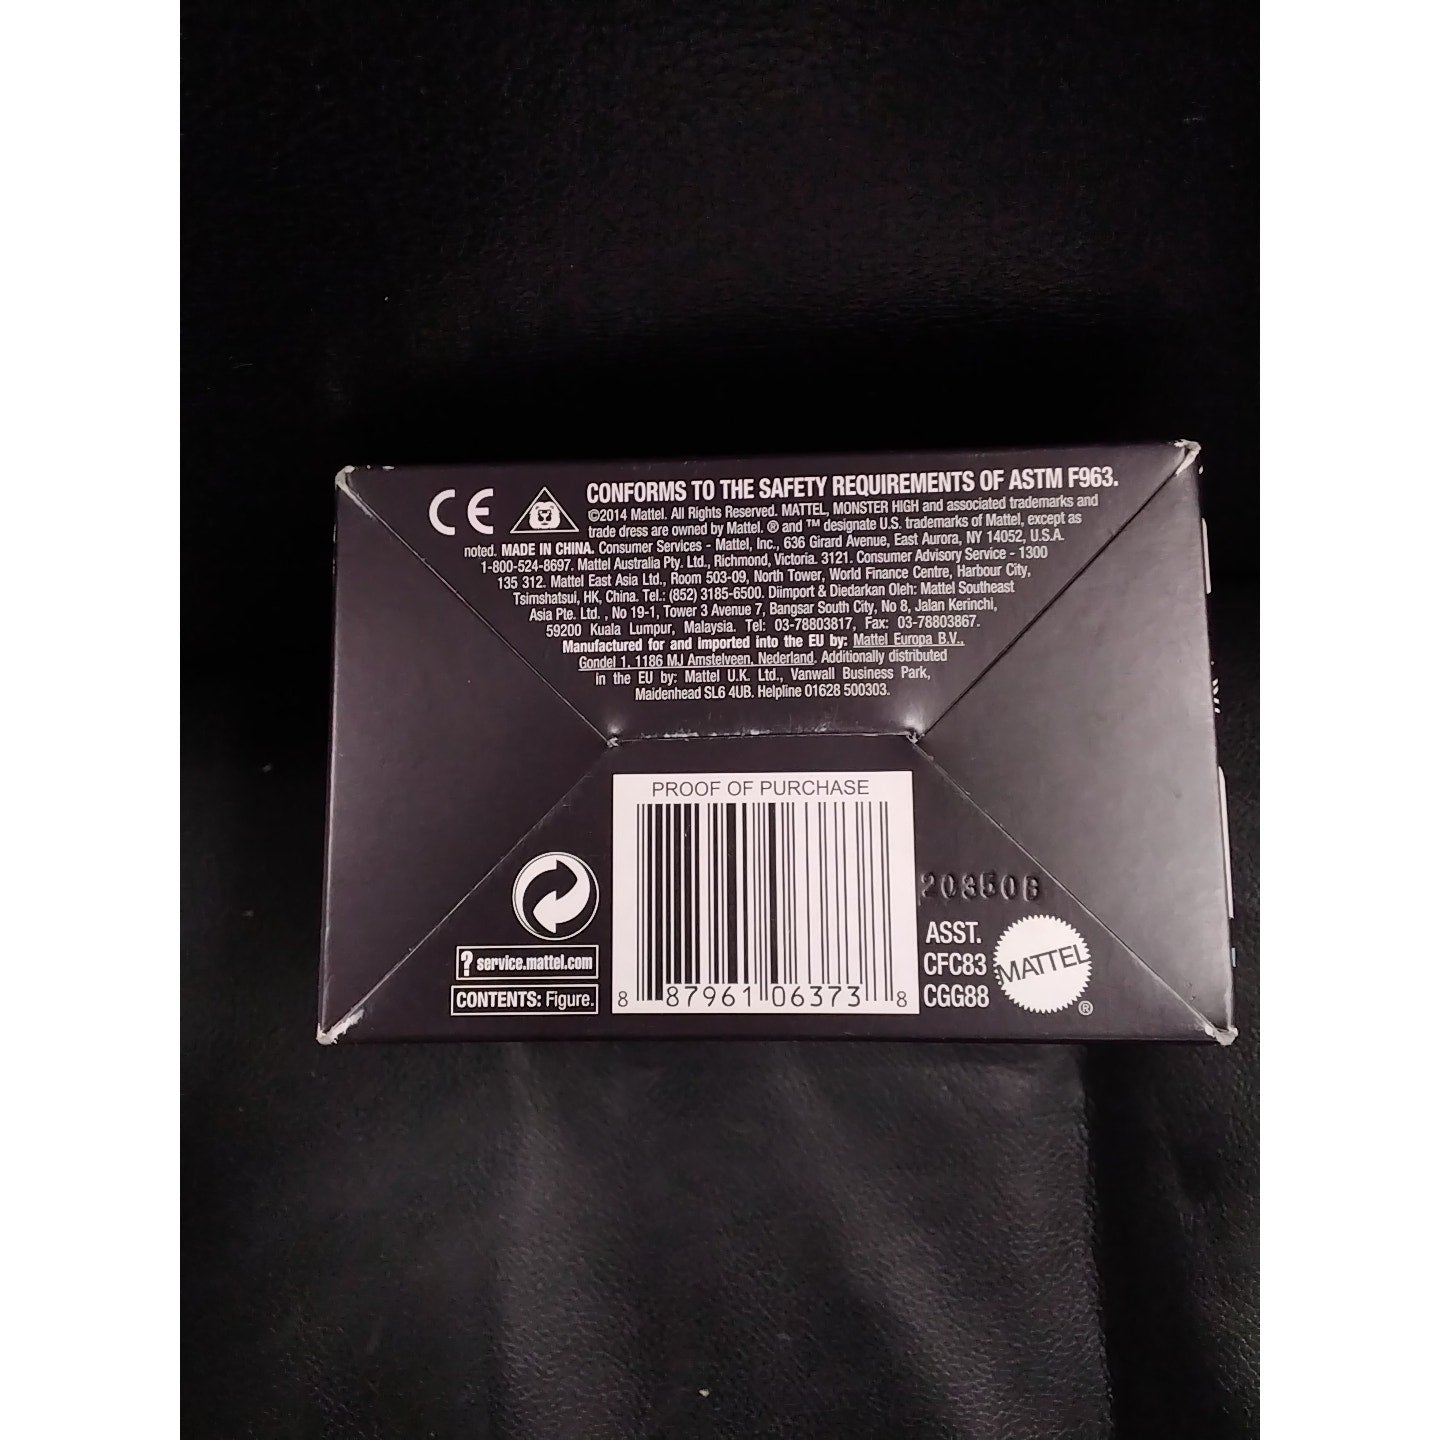 CE
CONFORMS TO THE SAFETY REQUIREMENTS OF ASTM F963.
©2014 Mattel. All Rights Reserved. MATTEL, MONSTER HIGH and associated trademarks and
trade dress are owned by Mattel. ® and ™ designate U.S. trademarks of Mattel, except as
noted. MADE IN CHINA. Consumer Services - Mattel, Inc., 636 Girard Avenue, East Aurora, NY 14052, U.S.A.
1-800-524-8697. Mattel Australia Pty. Ltd., Richmond, Victoria. 3121. Consumer Advisory Service - 1300
135 312. Mattel East Asia Ltd., Room 503-09, North Tower, World Finance Centre, Harbour City,
Tsimshatsui, HK, China. Tel.: (852) 3185-6500. Diimport & Diedarkan Oleh: Mattel Southeast
Asia Pte. Ltd. , No 19-1, Tower 3 Avenue 7, Bangsar South City, No 8, Jalan Kerinchi,
59200 Kuala Lumpur, Malaysia. Tel: 03-78803817, Fax: 03-78803867.
Manufactured for and imported into the EU by: Mattel Europa B.V.,
Gondel 1, 1186 MJ Amstelveen, Nederland. Additionally distributed
in the EU by: Mattel U.K. Ltd., Vanwall Business Park,
Maidenhead SL6 4UB. Helpline 01628 500303.
PROOF OF PURCHASE
8 87961 06373 8
? service.mattel.com
CONTENTS: Figure.
ASST.
CFC83
CGG88
MATTEL
®